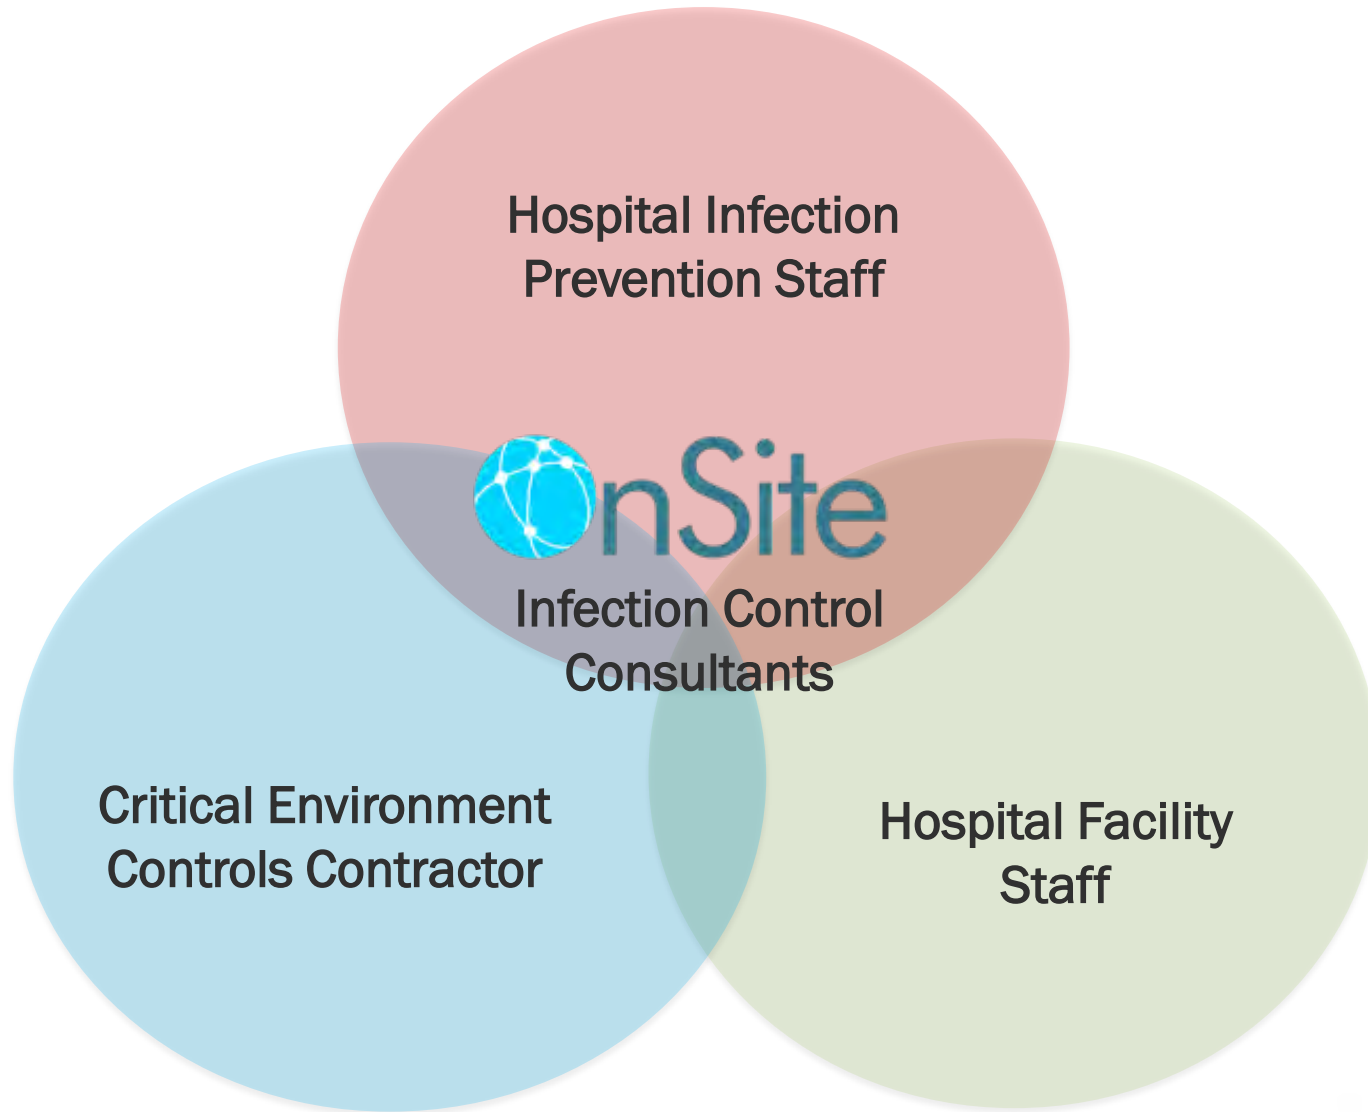 Hospital Infection
Prevention Staff
OnSite
Infection Control
Consultants
Critical Environment
Controls Contractor
Hospital Facility
Staff